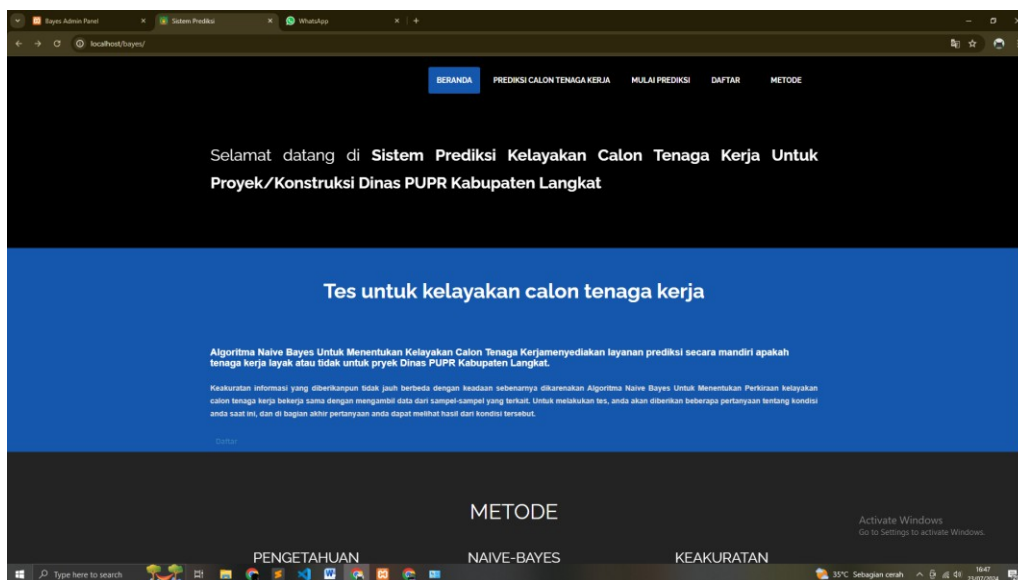 Bayes Admin Panel
Sistem Prediksi
WhatsApp
localhost/bayes/
BERANDA PREDIKSI CALON TENAGA KERJA MULAI PREDIKSI DAFTAR METODE
Selamat datang di Sistem Prediksi Kelayakan Calon Tenaga Kerja Untuk
Proyek/Konstruksi Dinas PUPR Kabupaten Langkat
Tes untuk kelayakan calon tenaga kerja
Algoritma Naive Bayes Untuk Menentukan Kelayakan Calon Tenaga Kerjamenyediakan layanan prediksi secara mandiri apakah
tenaga kerja layak atau tidak untuk pryek Dinas PUPR Kabupaten Langkat.
Keakuratan informasi yang diberikanpun tidak jauh berbeda dengan keadaan sebenarnya dikarenakan Algoritma Naive Bayes Untuk Menentukan Perkiraan kelayakan
calon tenaga kerja bekerja sama dengan mengambil data dari sampel-sampel yang terkait. Untuk melakukan tes, anda akan diberikan beberapa pertanyaan tentang kondisi
anda saat ini, dan di bagian akhir pertanyaan anda dapat melihat hasil dari kondisi tersebut.
Daftar
METODE
PENGETAHUAN NAIVE-BAYES KEAKURATAN
Activate Windows
Go to Settings to activate Windows.
Type here to search
35°C Sebagian cerah
16:47
23/07/2024